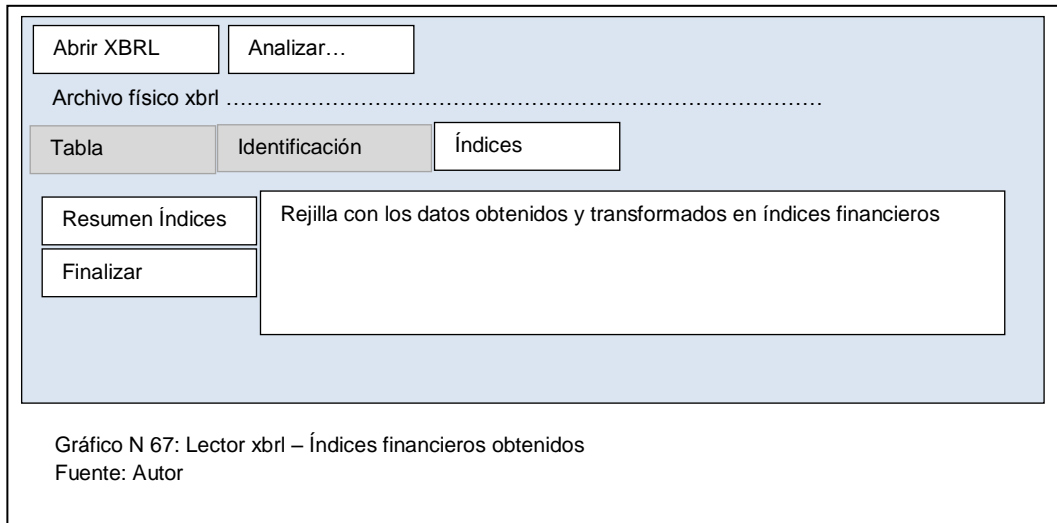 Abrir XBRL
Analizar…
Archivo físico xbrl ……………………………………………………………………………
Tabla
Identificación
Índices
Resumen Índices
Rejilla con los datos obtenidos y transformados en índices financieros
Finalizar
Gráfico N 67: Lector xbrl – Índices financieros obtenidos
Fuente: Autor